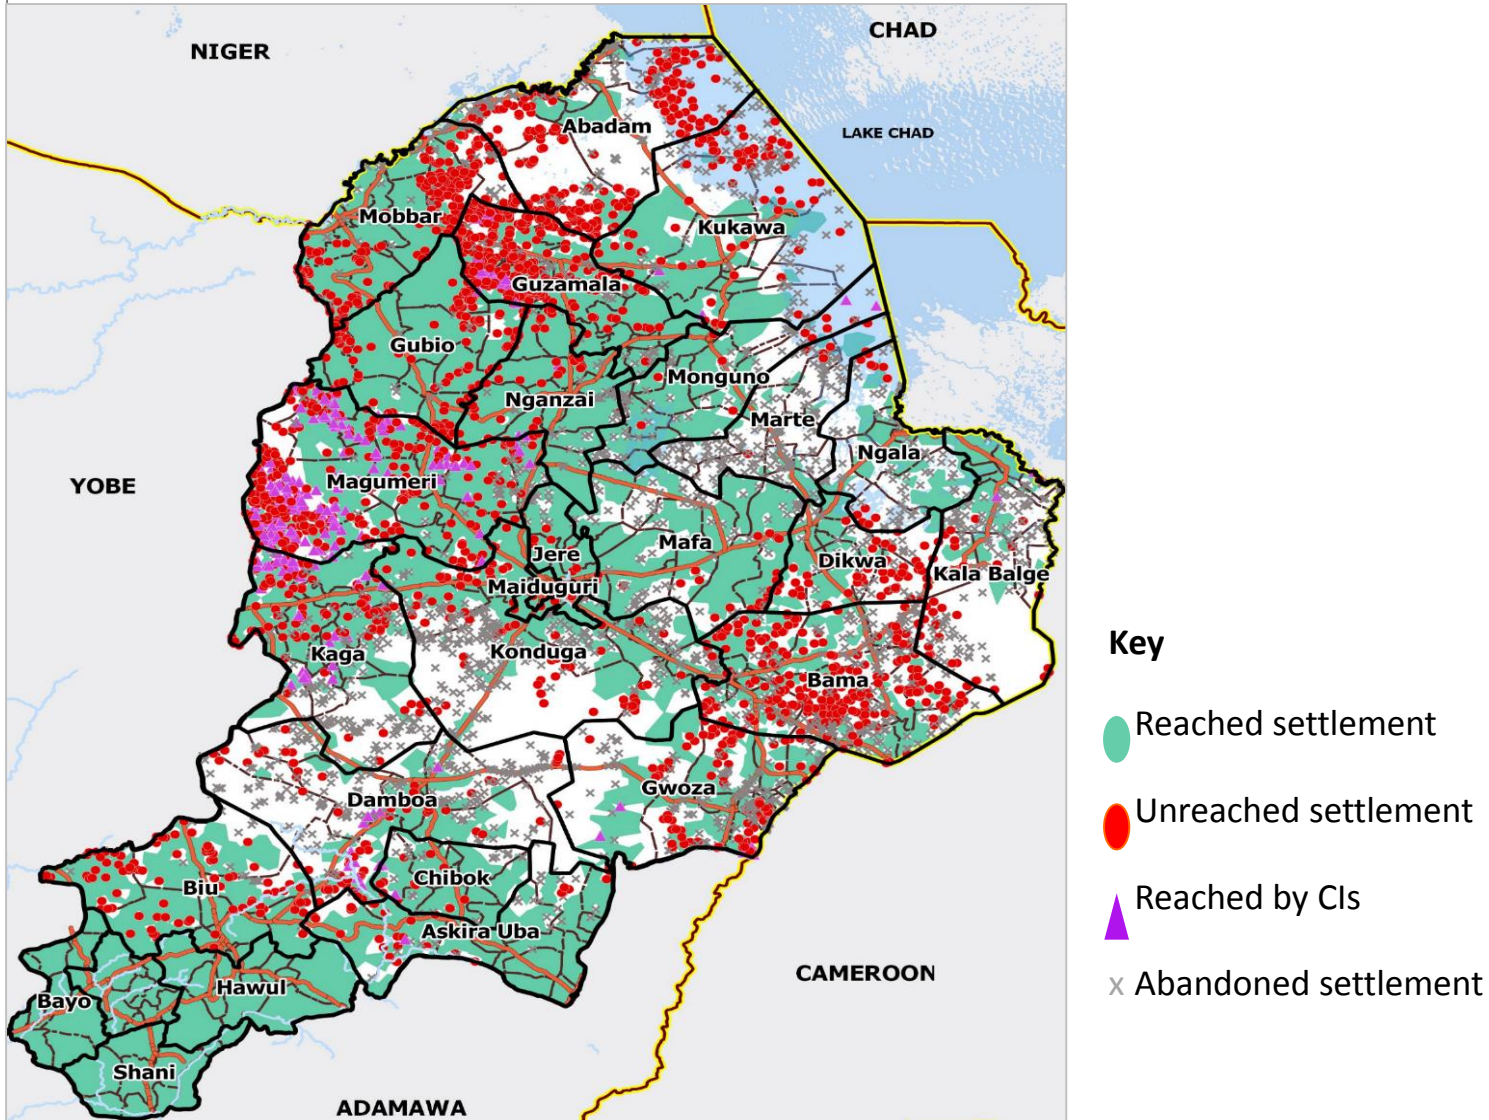 NIGER
CHAD
LAKE CHAD
Abadam
Mobbar
Kukawa
Guzamala
Gubio
Monguno
Nganzai
Marte
Ngala
Magumeri
YOBE
Mafa
Jere
Dikwa
Kala Balge
Maiduguri
Kaga
Konduga
Bama
Gwoza
Damboa
Chibok
Biu
Askira Uba
CAMEROON
Hawul
Bayo
Shani
ADAMAWA
Key
Reached settlement
Unreached settlement
Reached by CIs
x Abandoned settlement